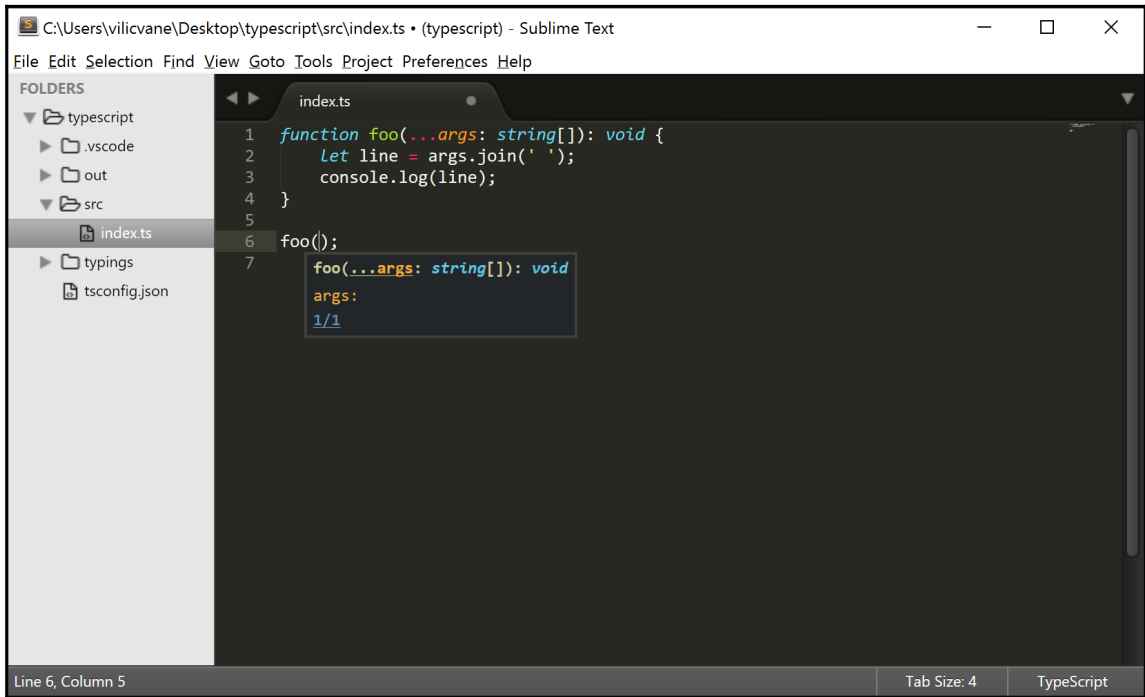 C:\Users\vilicvane\Desktop\typescript\src\index.ts • (typescript) - Sublime Text
File Edit Selection Find View Goto Tools Project Preferences Help
FOLDERS
typescript
.vscode
out
src
index.ts
typings
tsconfig.json
index.ts
1 function foo(...args: string[]): void {
2     let line = args.join(' ');
3     console.log(line);
4 }
5
6 foo();
7
foo(...args: string[]): void
args:
1/1
Line 6, Column 5
Tab Size: 4
TypeScript